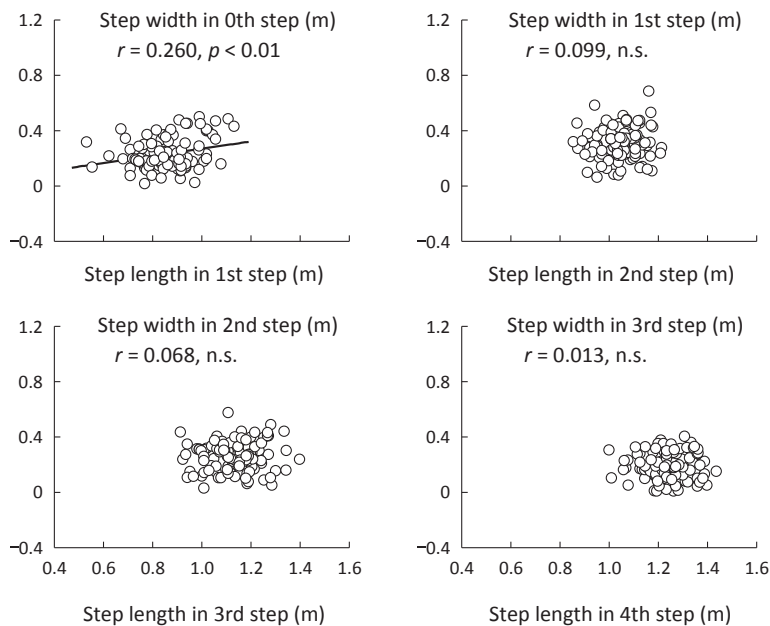 Step width in 0th step (m)
r = 0.260, p < 0.01
1.2
0.8
0.4
0
−0.4
Step length in 1st step (m)
Step width in 1st step (m)
r = 0.099, n.s.
1.2
0.8
0.4
0
−0.4
Step length in 2nd step (m)
Step width in 2nd step (m)
r = 0.068, n.s.
1.2
0.8
0.4
0
−0.4
0.4 0.6 0.8 1.0 1.2 1.4 1.6
Step length in 3rd step (m)
Step width in 3rd step (m)
r = 0.013, n.s.
1.2
0.8
0.4
0
−0.4
0.4 0.6 0.8 1.0 1.2 1.4 1.6
Step length in 4th step (m)